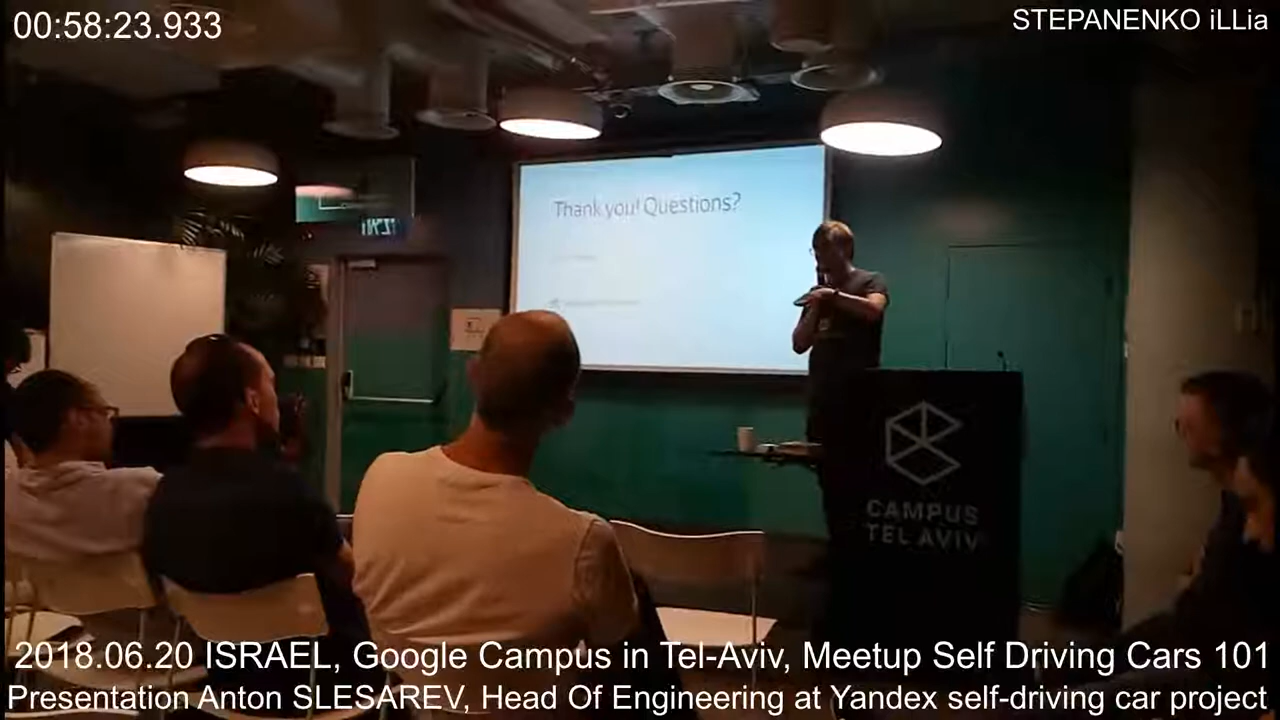 00:58:23.933
STEPANENKO iLLia
Thank you! Questions?
CAMPUS
TEL AVIV
2018.06.20 ISRAEL, Google Campus in Tel-Aviv, Meetup Self Driving Cars 101
Presentation Anton SLESAREV, Head Of Engineering at Yandex self-driving car project